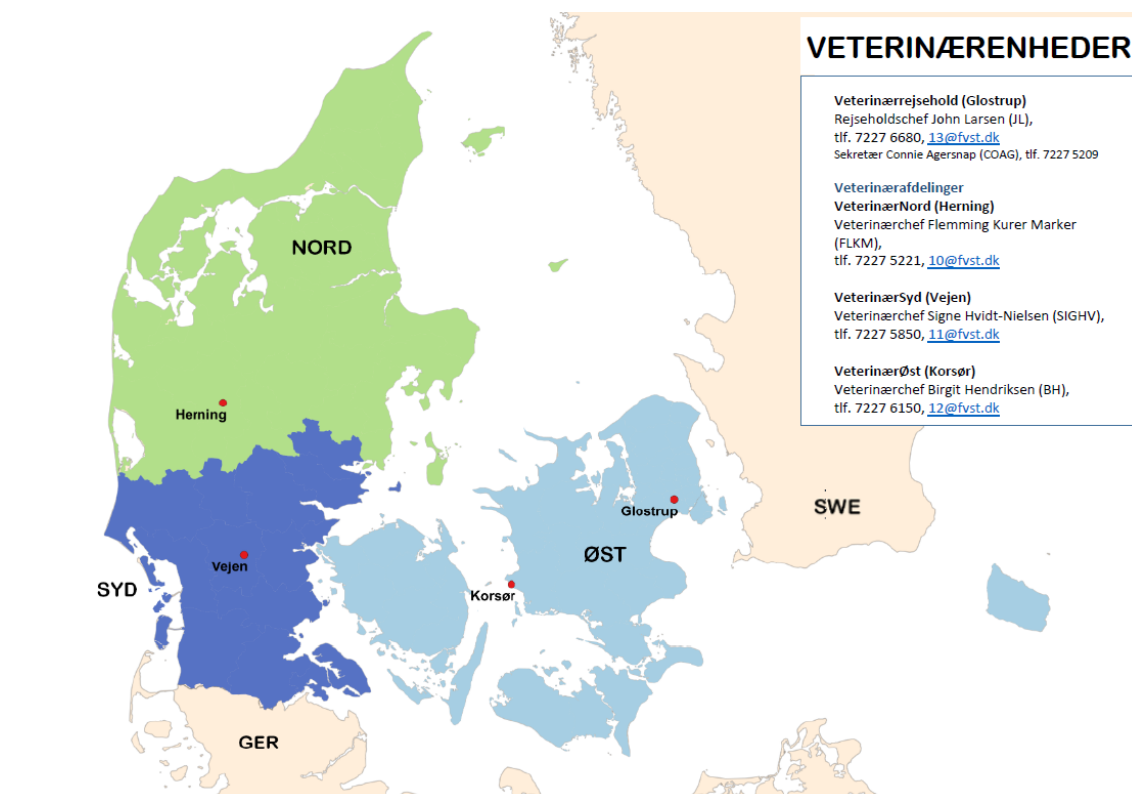 VETERINÆRENHEDER
Veterinærrejsehold (Glostrup)
Rejseholdschef John Larsen (JL),
tlf. 7227 6680, 13@fvst.dk
Sekretær Connie Agersnap (COAG), tlf. 7227 5209
Veterinærafdelinger
VeterinærNord (Herning)
Veterinærchef Flemming Kurer Marker
(FLKM),
tlf. 7227 5221, 10@fvst.dk
VeterinærSyd (Vejen)
Veterinærchef Signe Hvidt-Nielsen (SIGHV),
tlf. 7227 5850, 11@fvst.dk
VeterinærØst (Korsør)
Veterinærchef Birgit Hendriksen (BH),
tlf. 7227 6150, 12@fvst.dk
NORD
Herning
Glostrup
SWE
ØST
Vejen
SYD
Korsør
GER